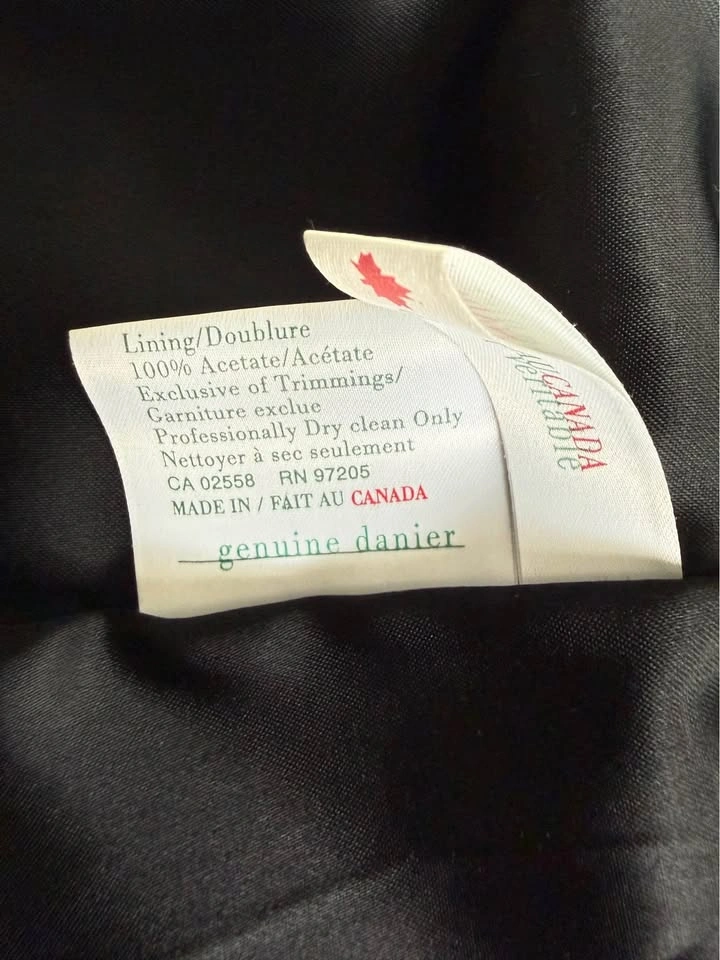 Lining/Doublure
100% Acetate/Acétate
Exclusive of Trimmings/
Garniture exclue
Professionally Dry clean Only
Nettoyer à sec seulement
CA 02558 RN 97205
MADE IN / FAIT AU CANADA
genuine danier
CANADA
Véritable